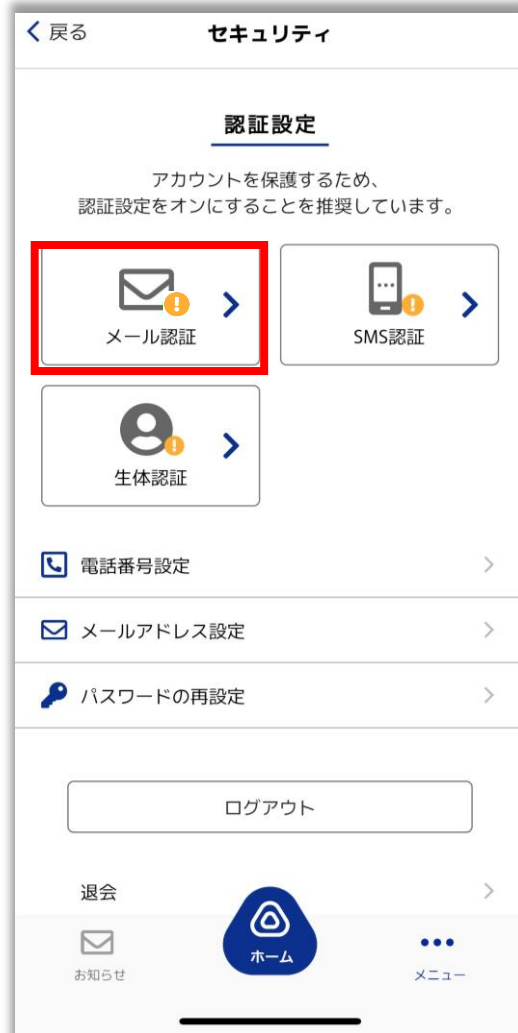 戻る
セキュリティ
認証設定
アカウントを保護するため、
認証設定をオンにすることを推奨しています。
メール認証
SMS認証
生体認証
電話番号設定
メールアドレス設定
パスワードの再設定
ログアウト
退会
お知らせ
ホーム
メニュー